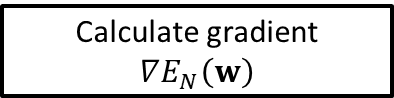 Calculate gradient
∇E_N(𝐰)